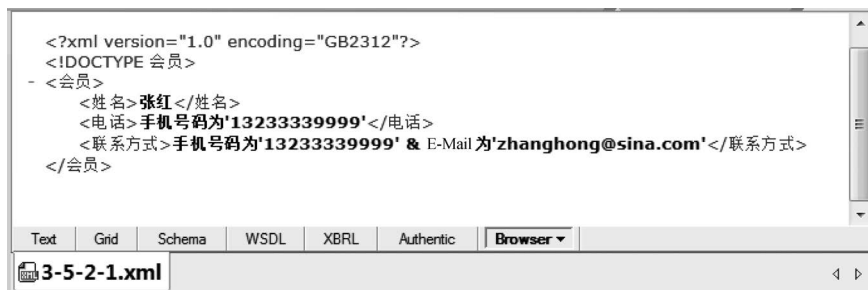 <?xml version="1.0" encoding="GB2312"?>
<!DOCTYPE 会员>
- <会员>
<姓名>张红</姓名>
<电话>手机号码为'13233339999'</电话>
<联系方式>手机号码为'13233339999' & E-Mail 为'zhanghong@sina.com'</联系方式>
</会员>
Text Grid Schema WSDL XBRL Authentic Browser
3-5-2-1.xml